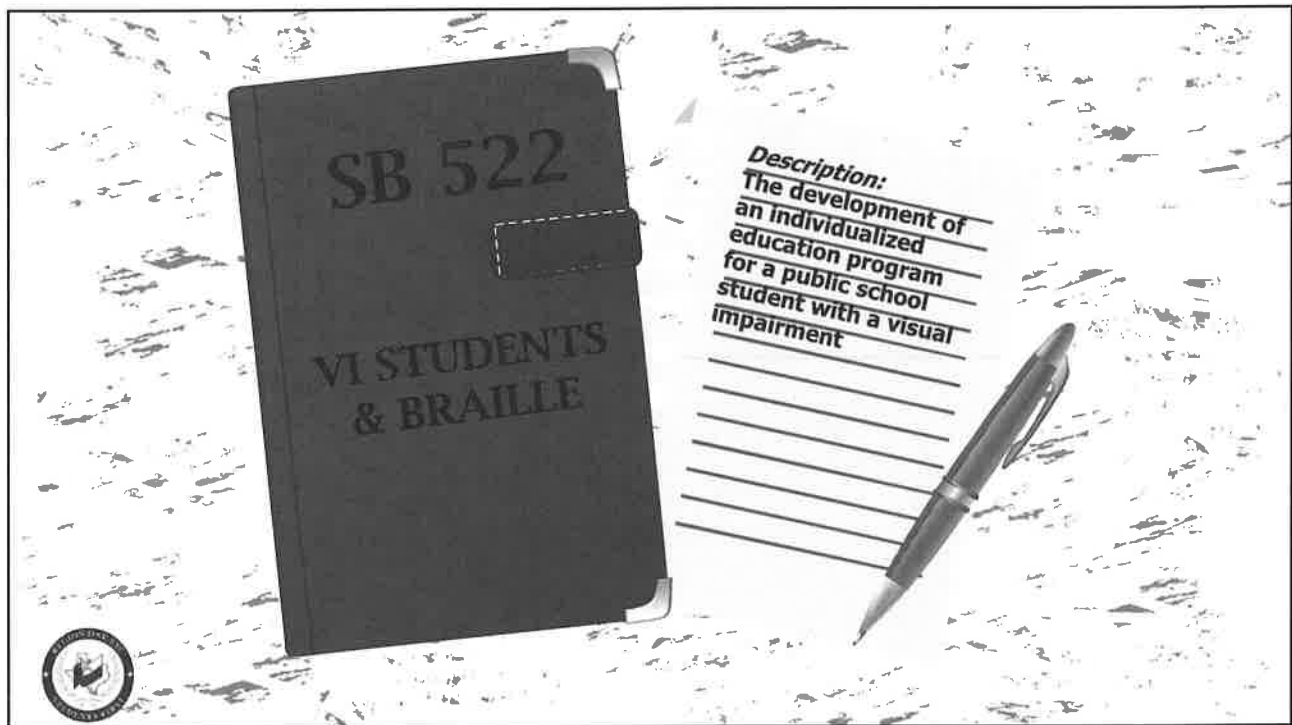 SB 522
VI STUDENTS
& BRAILLE
Description:
The development of
an individualized
education program
for a public school
student with a visual
impairment